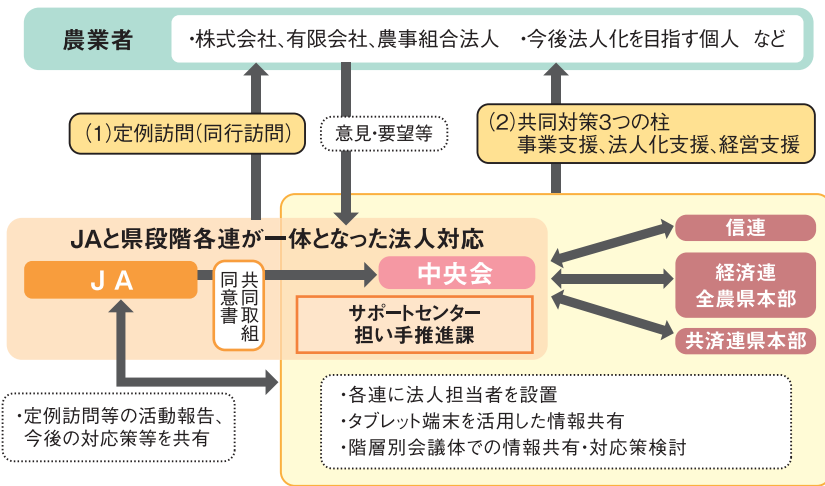 農業者
・株式会社、有限会社、農事組合法人 ・今後法人化を目指す個人 など
(1)定例訪問(同行訪問)
意見・要望等
(2)共同対策3つの柱
事業支援、法人化支援、経営支援
JAと県段階各連が一体となった法人対応
JA
共同取組
同意書
中央会
サポートセンター
担い手推進課
信連
経済連
全農県本部
共済連県本部
・定例訪問等の活動報告、
今後の対応策等を共有
・各連に法人担当者を設置
・タブレット端末を活用した情報共有
・階層別会議体での情報共有・対応策検討